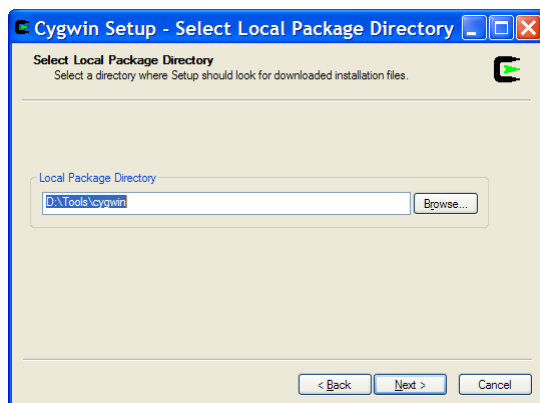 Cygwin Setup - Select Local Package Directory
Select Local Package Directory
Select a directory where Setup should look for downloaded installation files.
Local Package Directory
D:\Tools\cygwin
Browse...
< Back
Next >
Cancel